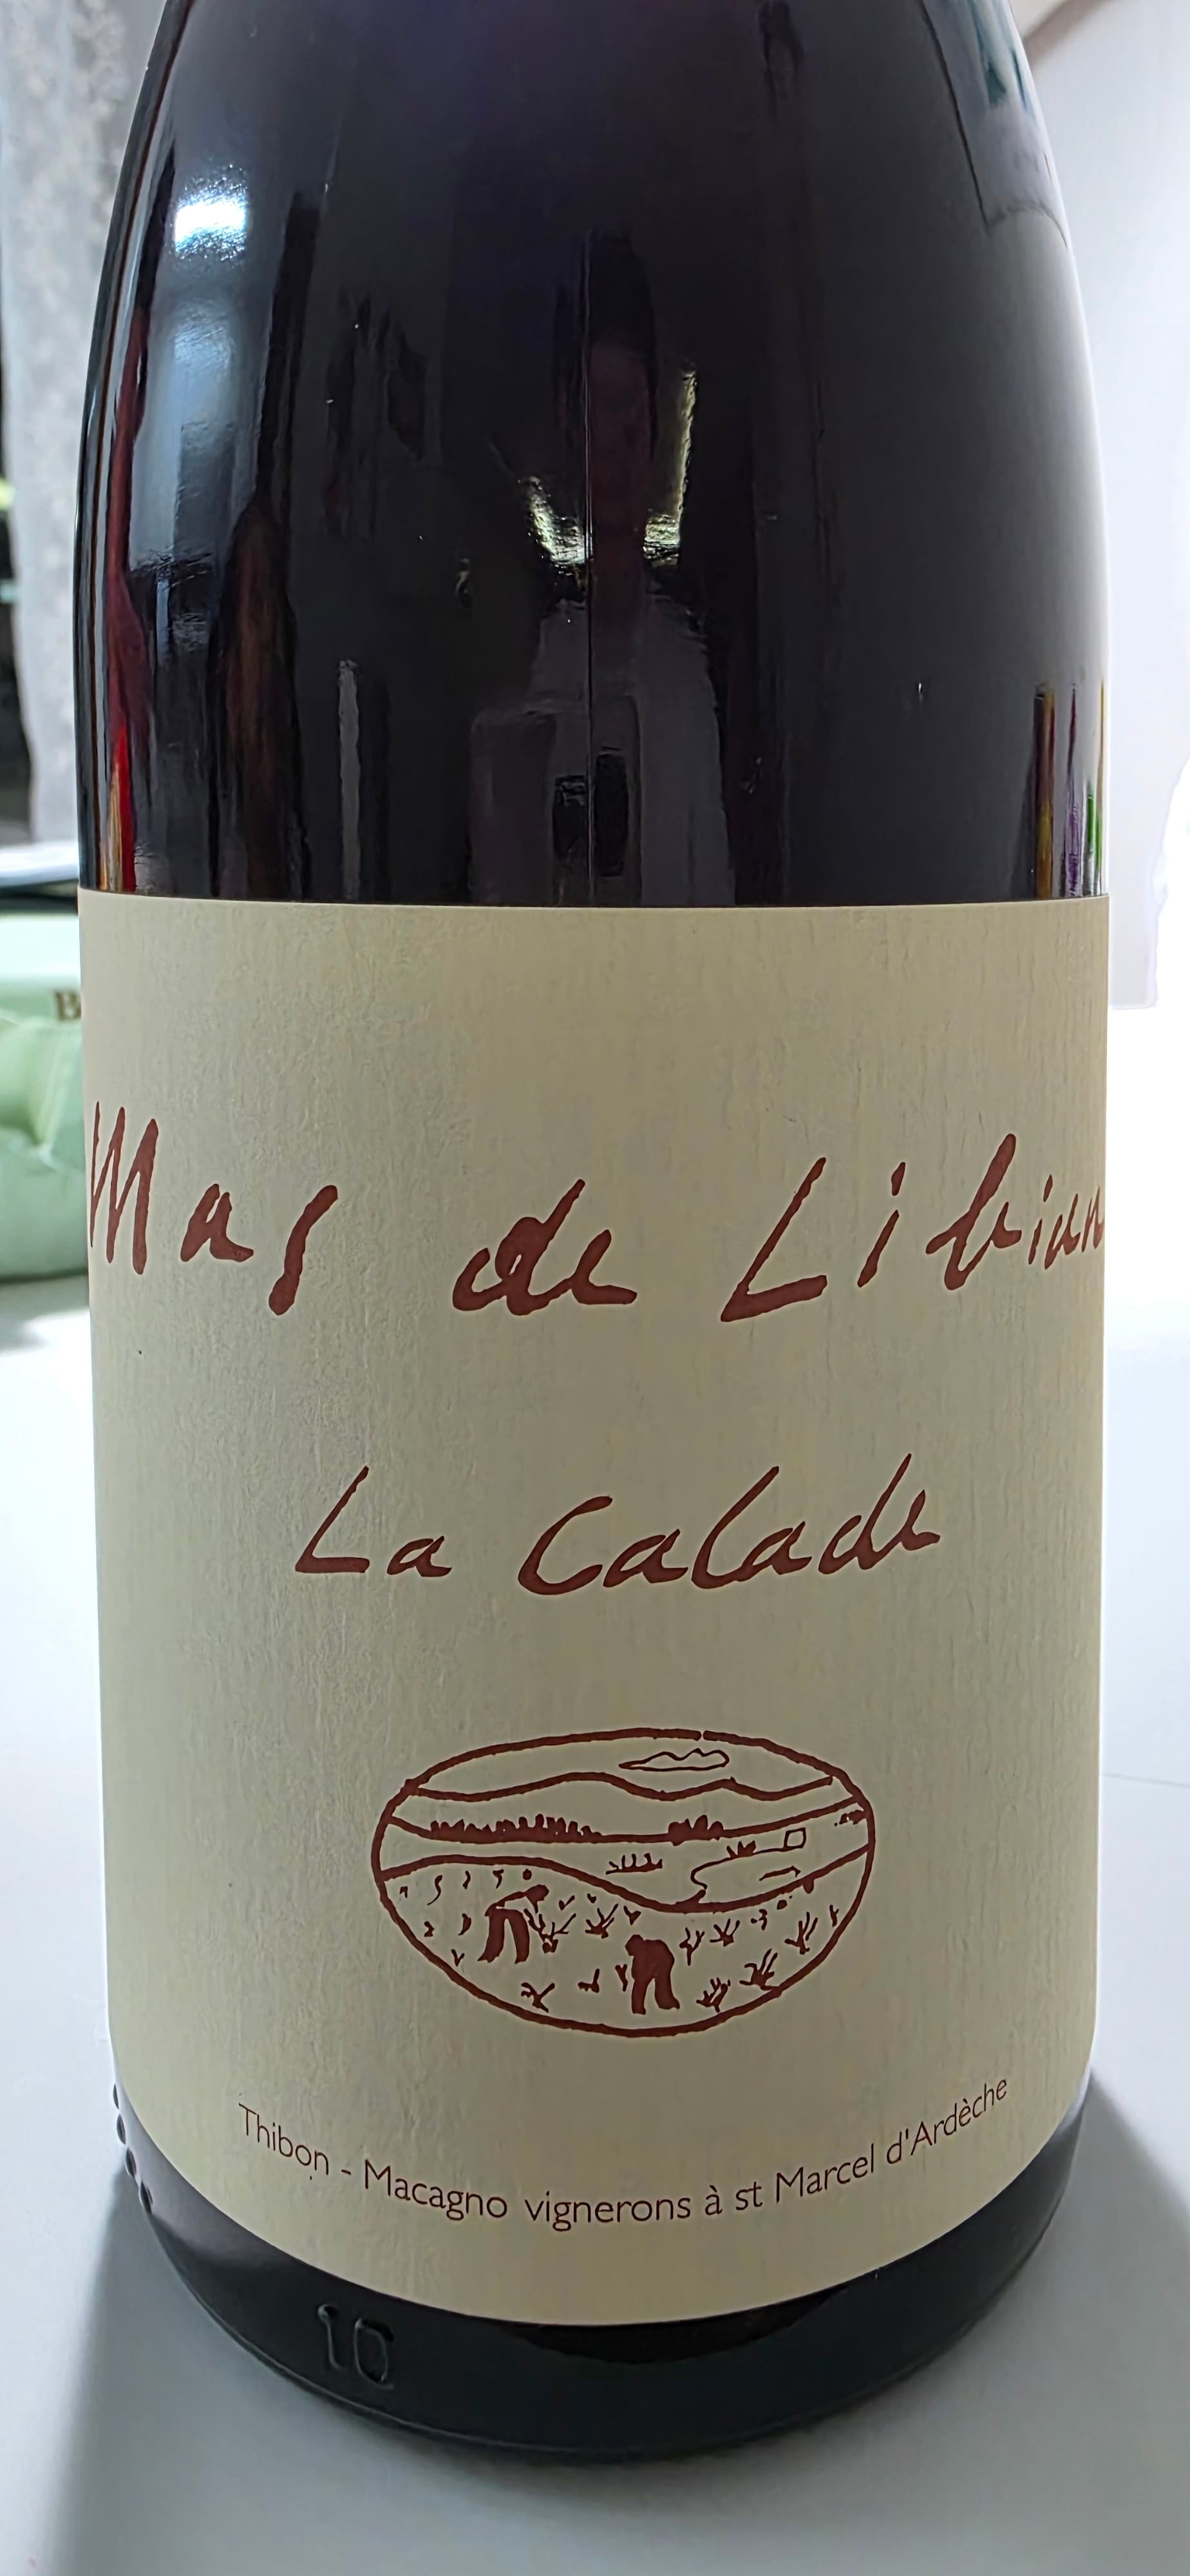 Mas de Libian
La Calade
Thibon - Macagno vignerons à st Marcel d'Ardèche
10